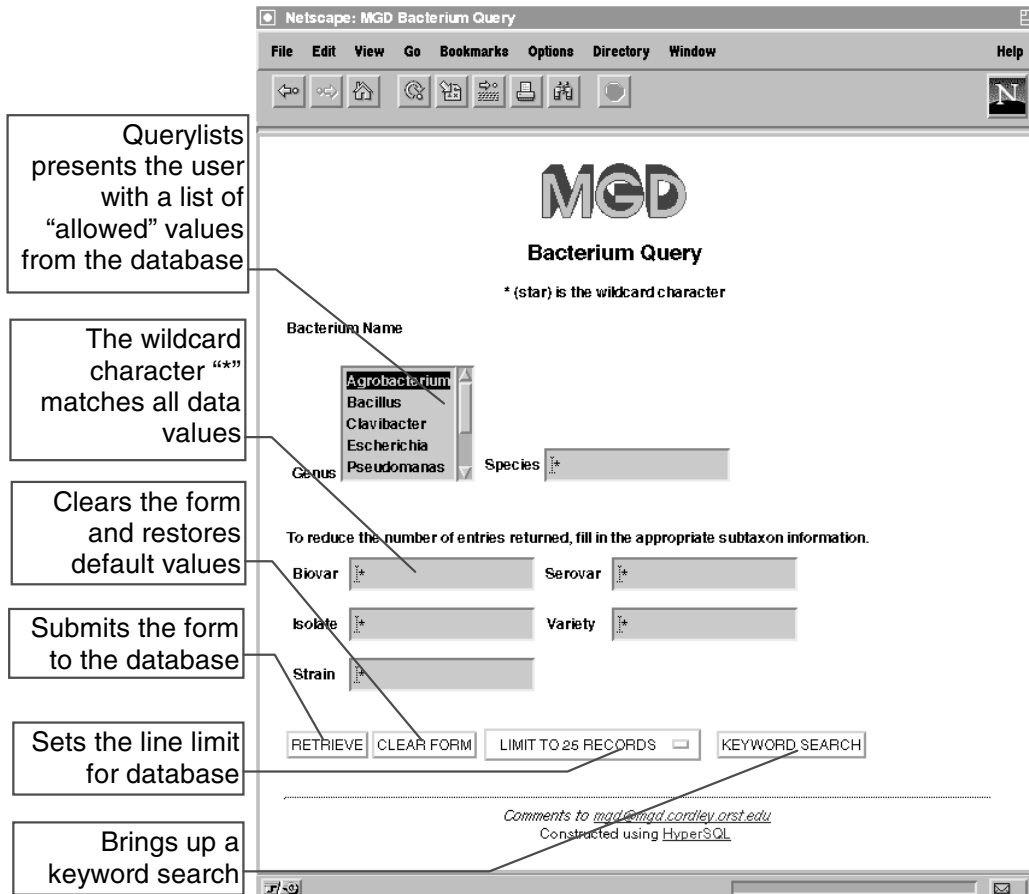 Netscape: MGD Bacterium Query
File Edit View Go Bookmarks Options Directory Window Help
N
Querylists
presents the user
with a list of
“allowed” values
from the database
MGD
Bacterium Query
* (star) is the wildcard character
The wildcard
character “*”
matches all data
values
Bacterium Name
Agrobacterium
Bacillus
Clavibacter
Escherichia
Genus Pseudomanas Species *
Clears the form
and restores
default values
To reduce the number of entries returned, fill in the appropriate subtaxon information.
Biovar * Serovar *
Isolate * Variety *
Strain *
Submits the form
to the database
Sets the line limit
for database
RETRIEVE CLEAR FORM LIMIT TO 25 RECORDS KEYWORD SEARCH
Comments to mgd@mgd.cordley.orst.edu
Constructed using HyperSQL
Brings up a
keyword search